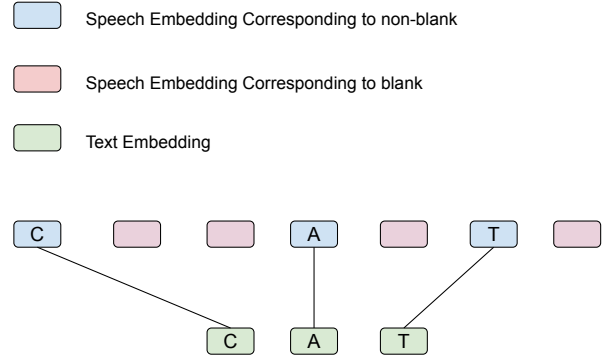 Speech Embedding Corresponding to non-blank
Speech Embedding Corresponding to blank
Text Embedding
C A T
C A T